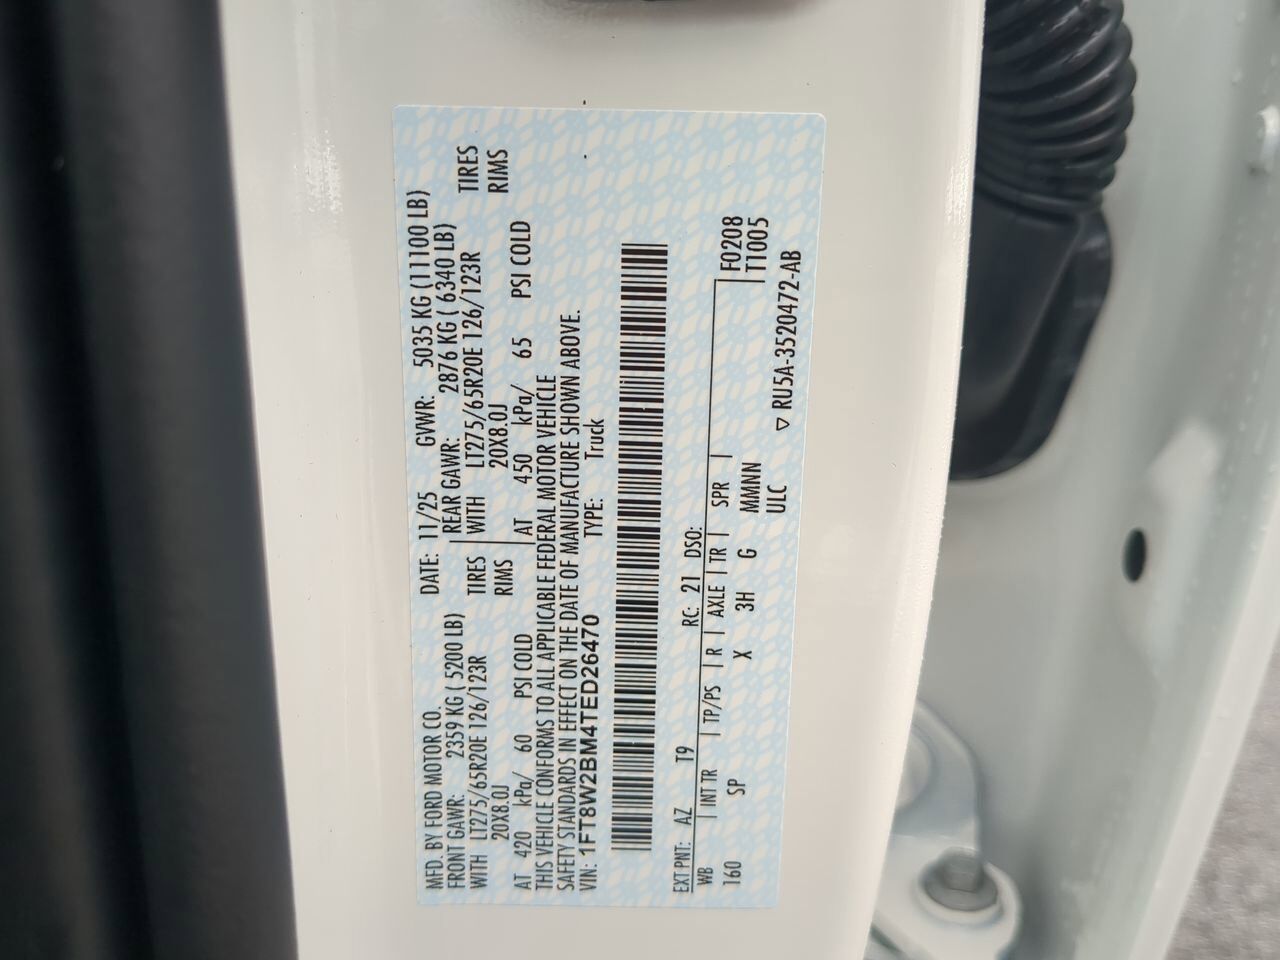 MFD. BY FORD MOTOR CO. DATE: 11/25 GVWR: 5035 KG (11100 LB)
FRONT GAWR: 2359 KG ( 5200 LB) REAR GAWR: 2876 KG ( 6340 LB)
WITH LT275/65R20E 126/123R TIRES WITH LT275/65R20E 126/123R TIRES
20X8.0J RIMS 20X8.0J RIMS
AT 420 kPa/ 60 PSI COLD AT 450 kPa/ 65 PSI COLD
THIS VEHICLE CONFORMS TO ALL APPLICABLE FEDERAL MOTOR VEHICLE
SAFETY STANDARDS IN EFFECT ON THE DATE OF MANUFACTURE SHOWN ABOVE.
VIN: 1FT8W2BM4TED26470 TYPE: Truck
EXT PNT: AZ T9 RC: 21 DSO:
WB INT TR TP/PS R AXLE TR SPR F0208
160 SP X 3H G MMNN T1005
ULC
▽ RU5A-3520472-AB